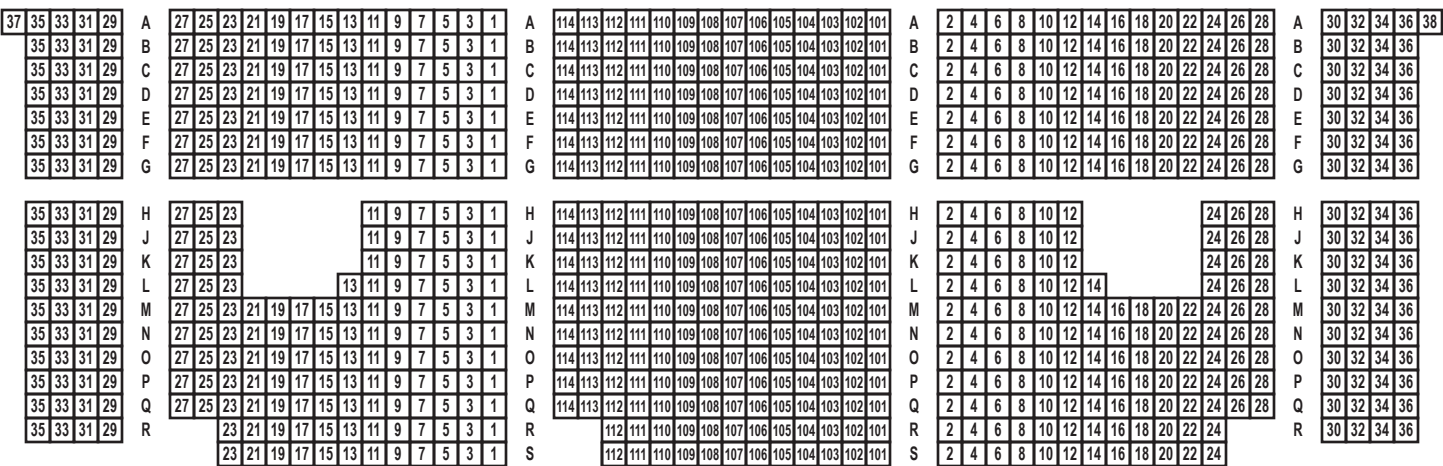 37 35 33 31 29 A 27 25 23 21 19 17 15 13 11 9 7 5 3 1 A 114 113 112 111 110 109 108 107 106 105 104 103 102 101 A 2 4 6 8 10 12 14 16 18 20 22 24 26 28 A 30 32 34 36 38
35 33 31 29 B 27 25 23 21 19 17 15 13 11 9 7 5 3 1 B 114 113 112 111 110 109 108 107 106 105 104 103 102 101 B 2 4 6 8 10 12 14 16 18 20 22 24 26 28 B 30 32 34 36
35 33 31 29 C 27 25 23 21 19 17 15 13 11 9 7 5 3 1 C 114 113 112 111 110 109 108 107 106 105 104 103 102 101 C 2 4 6 8 10 12 14 16 18 20 22 24 26 28 C 30 32 34 36
35 33 31 29 D 27 25 23 21 19 17 15 13 11 9 7 5 3 1 D 114 113 112 111 110 109 108 107 106 105 104 103 102 101 D 2 4 6 8 10 12 14 16 18 20 22 24 26 28 D 30 32 34 36
35 33 31 29 E 27 25 23 21 19 17 15 13 11 9 7 5 3 1 E 114 113 112 111 110 109 108 107 106 105 104 103 102 101 E 2 4 6 8 10 12 14 16 18 20 22 24 26 28 E 30 32 34 36
35 33 31 29 F 27 25 23 21 19 17 15 13 11 9 7 5 3 1 F 114 113 112 111 110 109 108 107 106 105 104 103 102 101 F 2 4 6 8 10 12 14 16 18 20 22 24 26 28 F 30 32 34 36
35 33 31 29 G 27 25 23 21 19 17 15 13 11 9 7 5 3 1 G 114 113 112 111 110 109 108 107 106 105 104 103 102 101 G 2 4 6 8 10 12 14 16 18 20 22 24 26 28 G 30 32 34 36
35 33 31 29 H 27 25 23 11 9 7 5 3 1 H 114 113 112 111 110 109 108 107 106 105 104 103 102 101 H 2 4 6 8 10 12 24 26 28 H 30 32 34 36
35 33 31 29 J 27 25 23 11 9 7 5 3 1 J 114 113 112 111 110 109 108 107 106 105 104 103 102 101 J 2 4 6 8 10 12 24 26 28 J 30 32 34 36
35 33 31 29 K 27 25 23 11 9 7 5 3 1 K 114 113 112 111 110 109 108 107 106 105 104 103 102 101 K 2 4 6 8 10 12 24 26 28 K 30 32 34 36
35 33 31 29 L 27 25 23 13 11 9 7 5 3 1 L 114 113 112 111 110 109 108 107 106 105 104 103 102 101 L 2 4 6 8 10 12 14 24 26 28 L 30 32 34 36
35 33 31 29 M 27 25 23 21 19 17 15 13 11 9 7 5 3 1 M 114 113 112 111 110 109 108 107 106 105 104 103 102 101 M 2 4 6 8 10 12 14 16 18 20 22 24 26 28 M 30 32 34 36
35 33 31 29 N 27 25 23 21 19 17 15 13 11 9 7 5 3 1 N 114 113 112 111 110 109 108 107 106 105 104 103 102 101 N 2 4 6 8 10 12 14 16 18 20 22 24 26 28 N 30 32 34 36
35 33 31 29 O 27 25 23 21 19 17 15 13 11 9 7 5 3 1 O 114 113 112 111 110 109 108 107 106 105 104 103 102 101 O 2 4 6 8 10 12 14 16 18 20 22 24 26 28 O 30 32 34 36
35 33 31 29 P 27 25 23 21 19 17 15 13 11 9 7 5 3 1 P 114 113 112 111 110 109 108 107 106 105 104 103 102 101 P 2 4 6 8 10 12 14 16 18 20 22 24 26 28 P 30 32 34 36
35 33 31 29 Q 27 25 23 21 19 17 15 13 11 9 7 5 3 1 Q 114 113 112 111 110 109 108 107 106 105 104 103 102 101 Q 2 4 6 8 10 12 14 16 18 20 22 24 26 28 Q 30 32 34 36
35 33 31 29 R 23 21 19 17 15 13 11 9 7 5 3 1 R 112 111 110 109 108 107 106 105 104 103 102 101 R 2 4 6 8 10 12 14 16 18 20 22 24 R 30 32 34 36
23 21 19 17 15 13 11 9 7 5 3 1 S 112 111 110 109 108 107 106 105 104 103 102 101 S 2 4 6 8 10 12 14 16 18 20 22 24